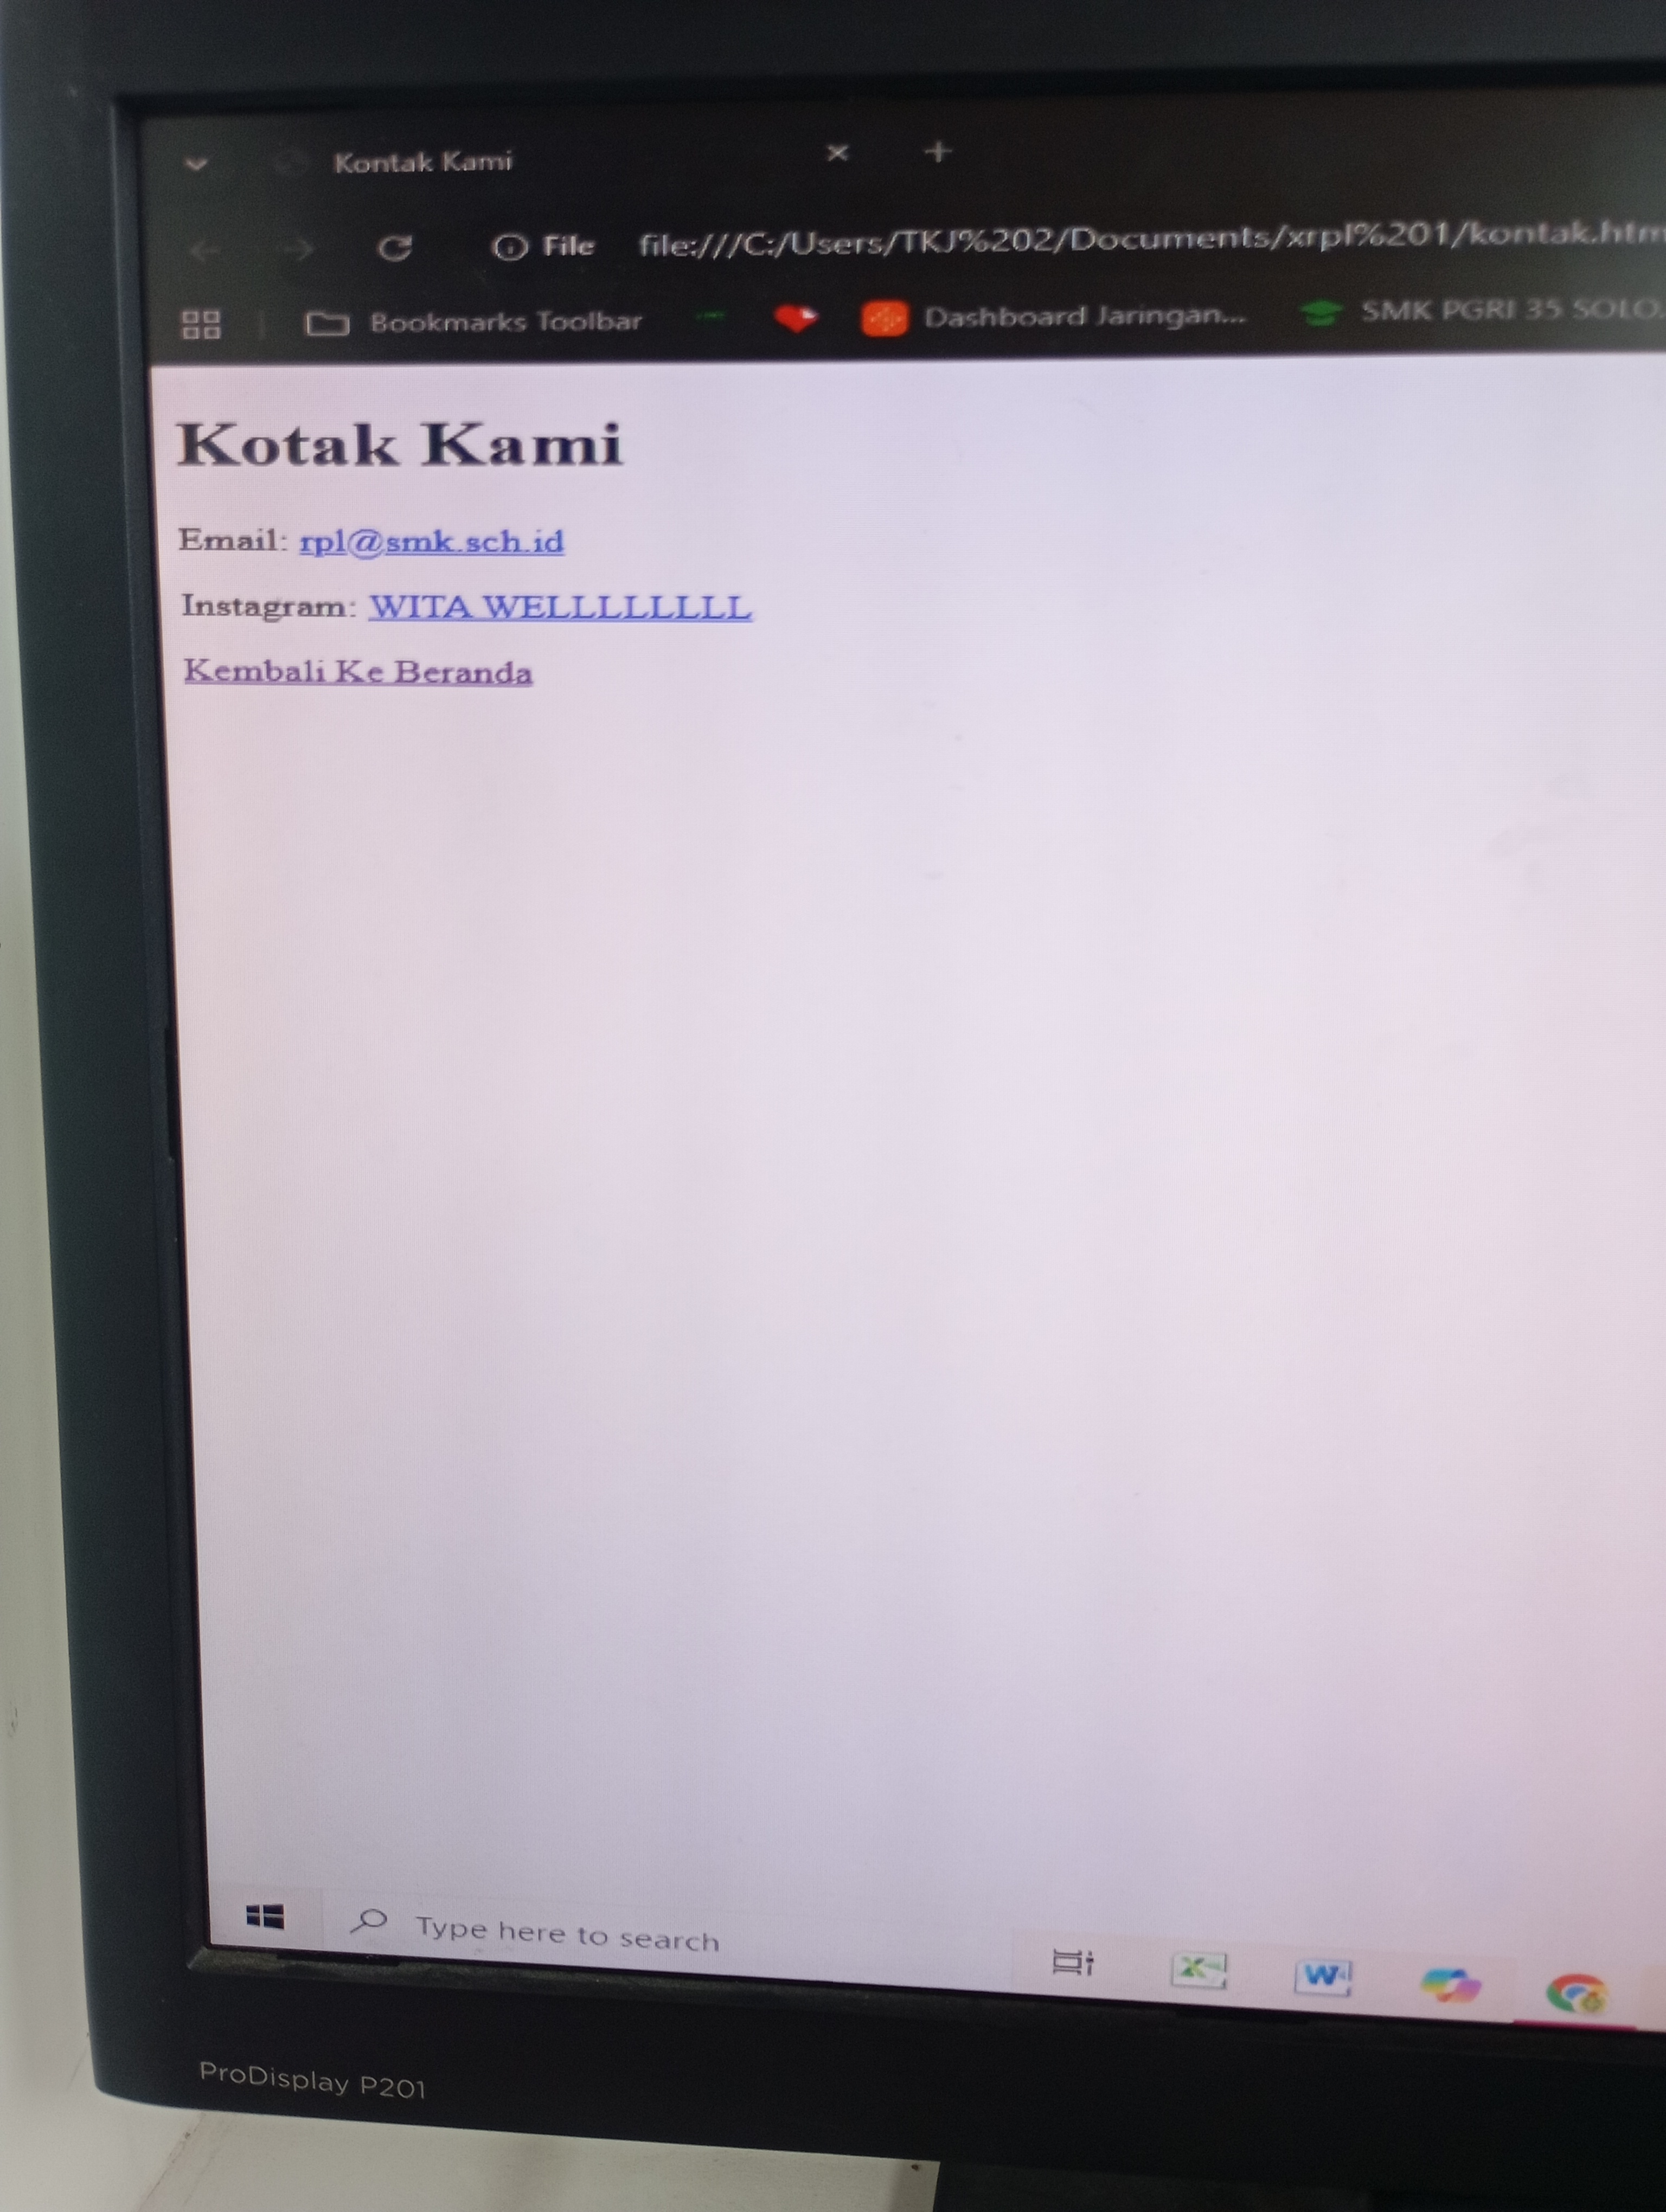 Kontak Kami
File file:///C:/Users/TKJ%202/Documents/xrpl%201/kontak.htm
Bookmarks Toolbar Dashboard Jaringan... SMK PGRI 35 SOLO.
Kotak Kami
Email: rpl@smk.sch.id
Instagram: WITA WELLLLLLLL
Kembali Ke Beranda
Type here to search
ProDisplay P201